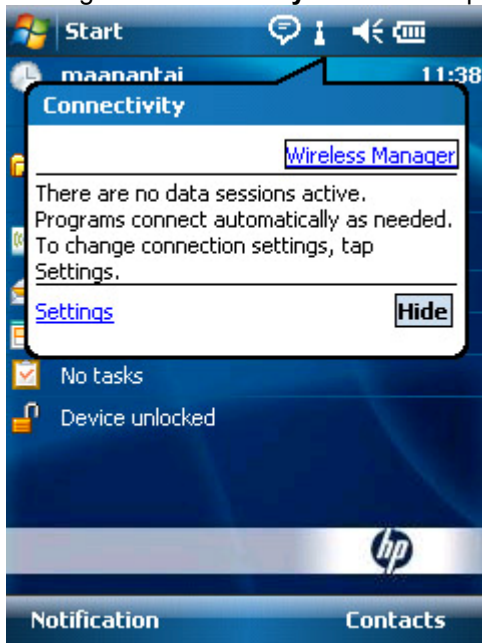 Start
maanantai 11:38
Connectivity
Wireless Manager
There are no data sessions active.
Programs connect automatically as needed.
To change connection settings, tap
Settings.
Settings Hide
No tasks
Device unlocked
hp
Notification Contacts